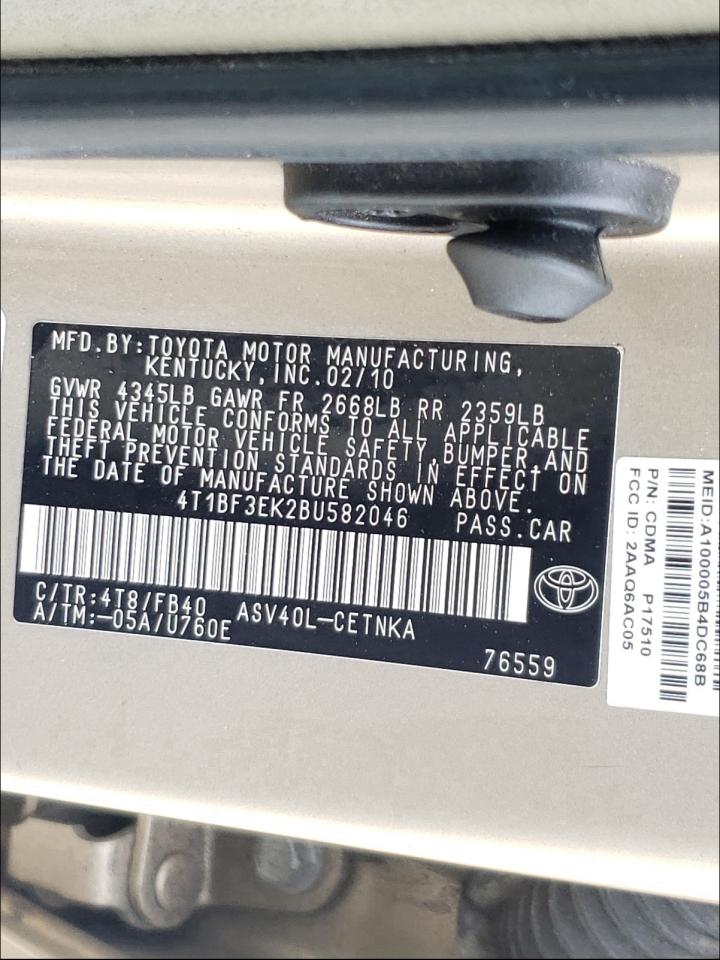 MFD.BY:TOYOTA MOTOR MANUFACTURING,
KENTUCKY,INC.02/10
GVWR 4345LB GAWR FR 2668LB RR 2359LB
THIS VEHICLE CONFORMS TO ALL APPLICABLE
FEDERAL MOTOR VEHICLE SAFETY,BUMPER,AND
THEFT PREVENTION STANDARDS IN EFFECT ON
THE DATE OF MANUFACTURE SHOWN ABOVE.
4T1BF3EK2BU582046 PASS.CAR
C/TR:4T8/FB40 ASV40L-CETNKA
A/TM:-05A/U760E
76559
MEID:A100005B4DC68B
P/N: CDMA P17510
FCC ID: 2AAQ6AC05